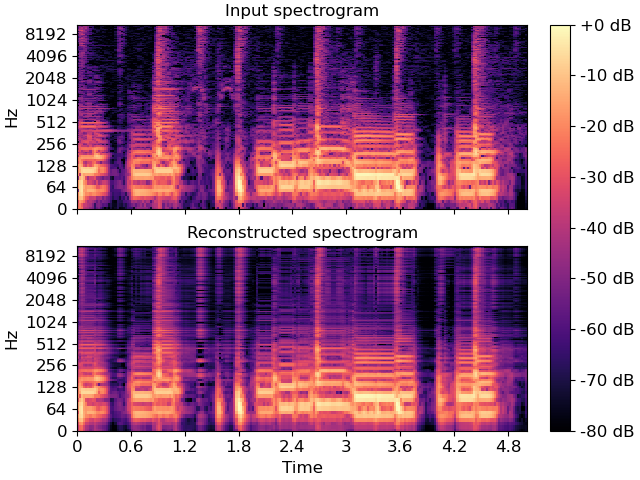 Input spectrogram
8192
4096
2048
1024
512
256
128
64
0
Hz
+0 dB
-10 dB
-20 dB
-30 dB
-40 dB
-50 dB
-60 dB
-70 dB
-80 dB
Reconstructed spectrogram
8192
4096
2048
1024
512
256
128
64
0
Hz
0 0.6 1.2 1.8 2.4 3 3.6 4.2 4.8
Time